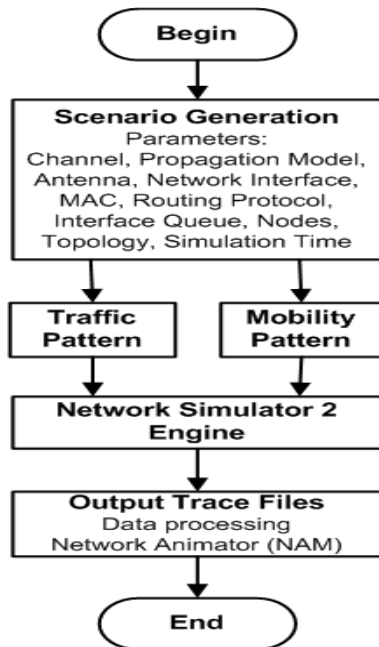 Begin
Scenario Generation
Parameters:
Channel, Propagation Model,
Antenna, Network Interface,
MAC, Routing Protocol,
Interface Queue, Nodes,
Topology, Simulation Time
Traffic
Pattern
Mobility
Pattern
Network Simulator 2
Engine
Output Trace Files
Data processing
Network Animator (NAM)
End